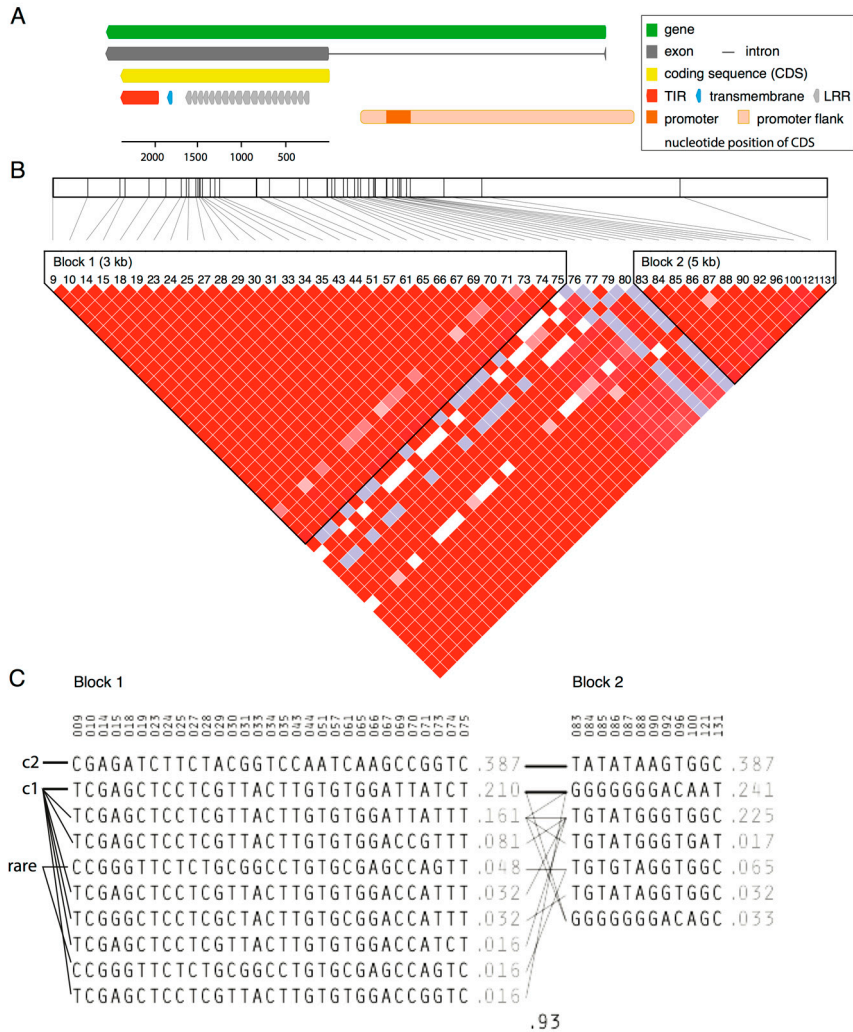 A
gene
exon intron
coding sequence (CDS)
TIR transmembrane LRR
promoter promoter flank
nucleotide position of CDS
2000 1500 1000 500
B
Block 1 (3 kb) Block 2 (5 kb)
9 10 14 15 18 19 23 24 25 27 28 29 30 31 33 34 35 43 44 51 57 61 65 66 67 69 70 71 73 74 75 76 77 79 80 83 84 85 86 87 88 90 92 96 100 121 131
C
Block 1 Block 2
009 010 014 015 018 019 023 024 025 027 028 029 030 031 033 034 035 043 044 051 057 061 065 066 067 069 070 071 073 074 075
083 084 085 086 087 088 090 092 096 100 121 131
c2 CGAGATCTTCTACGGTCCAATCAAGCCGGTC .387 TATATAAGTGGC .387
c1 TCGAGCTCCTCGTTACTTGTGTGGATTATCT .210 GGGGGGGACAAT .241
TCGAGCTCCTCGTTACTTGTGTGGATTATTT .161 TGTATGGGTGGC .225
TCGAGCTCCTCGTTACTTGTGTGGACCGTTT .081 TGTATGGGTGAT .017
rare CCGGGTTCTCTGCGGCCTGTGCGAGCCAGTT .048 TGTGTAGGTGGC .065
TCGAGCTCCTCGTTACTTGTGTGGACCATTT .032 TGTATAGGTGGC .032
TCGGGCTCCTCGCTACTTGTGCGGACCATTT .032 GGGGGGGACAGC .033
TCGAGCTCCTCGTTACTTGTGTGGACCATCT .016
CCGGGTTCTCTGCGGCCTGTGCGAGCCAGTC .016
TCGAGCTCCTCGTTACTTGTGTGGACCGGTC .016
.93